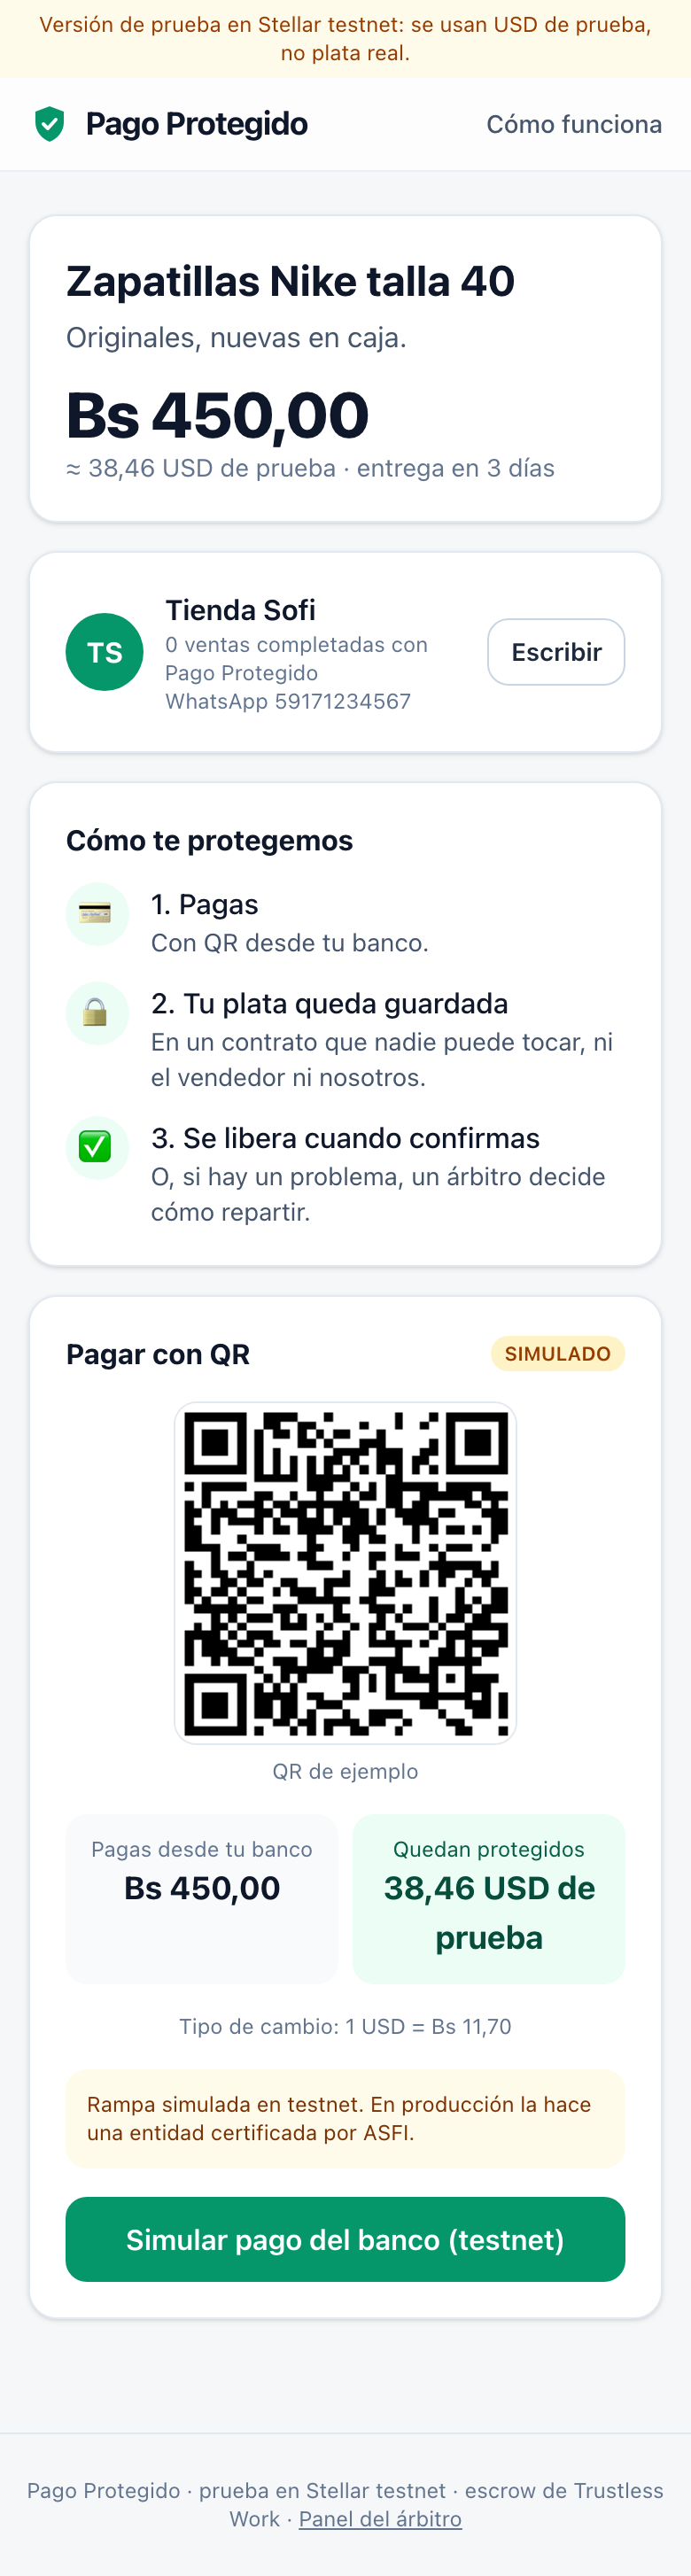 Versión de prueba en Stellar testnet: se usan USD de prueba,
no plata real.
Pago Protegido
Cómo funciona
Zapatillas Nike talla 40
Originales, nuevas en caja.
Bs 450,00
≈ 38,46 USD de prueba · entrega en 3 días
TS
Tienda Sofi
0 ventas completadas con
Pago Protegido
WhatsApp 59171234567
Escribir
Cómo te protegemos
1. Pagas
Con QR desde tu banco.
2. Tu plata queda guardada
En un contrato que nadie puede tocar, ni
el vendedor ni nosotros.
3. Se libera cuando confirmas
O, si hay un problema, un árbitro decide
cómo repartir.
Pagar con QR
SIMULADO
QR de ejemplo
Pagas desde tu banco
Bs 450,00
Quedan protegidos
38,46 USD de
prueba
Tipo de cambio: 1 USD = Bs 11,70
Rampa simulada en testnet. En producción la hace
una entidad certificada por ASFI.
Simular pago del banco (testnet)
Pago Protegido · prueba en Stellar testnet · escrow de Trustless
Work · Panel del árbitro